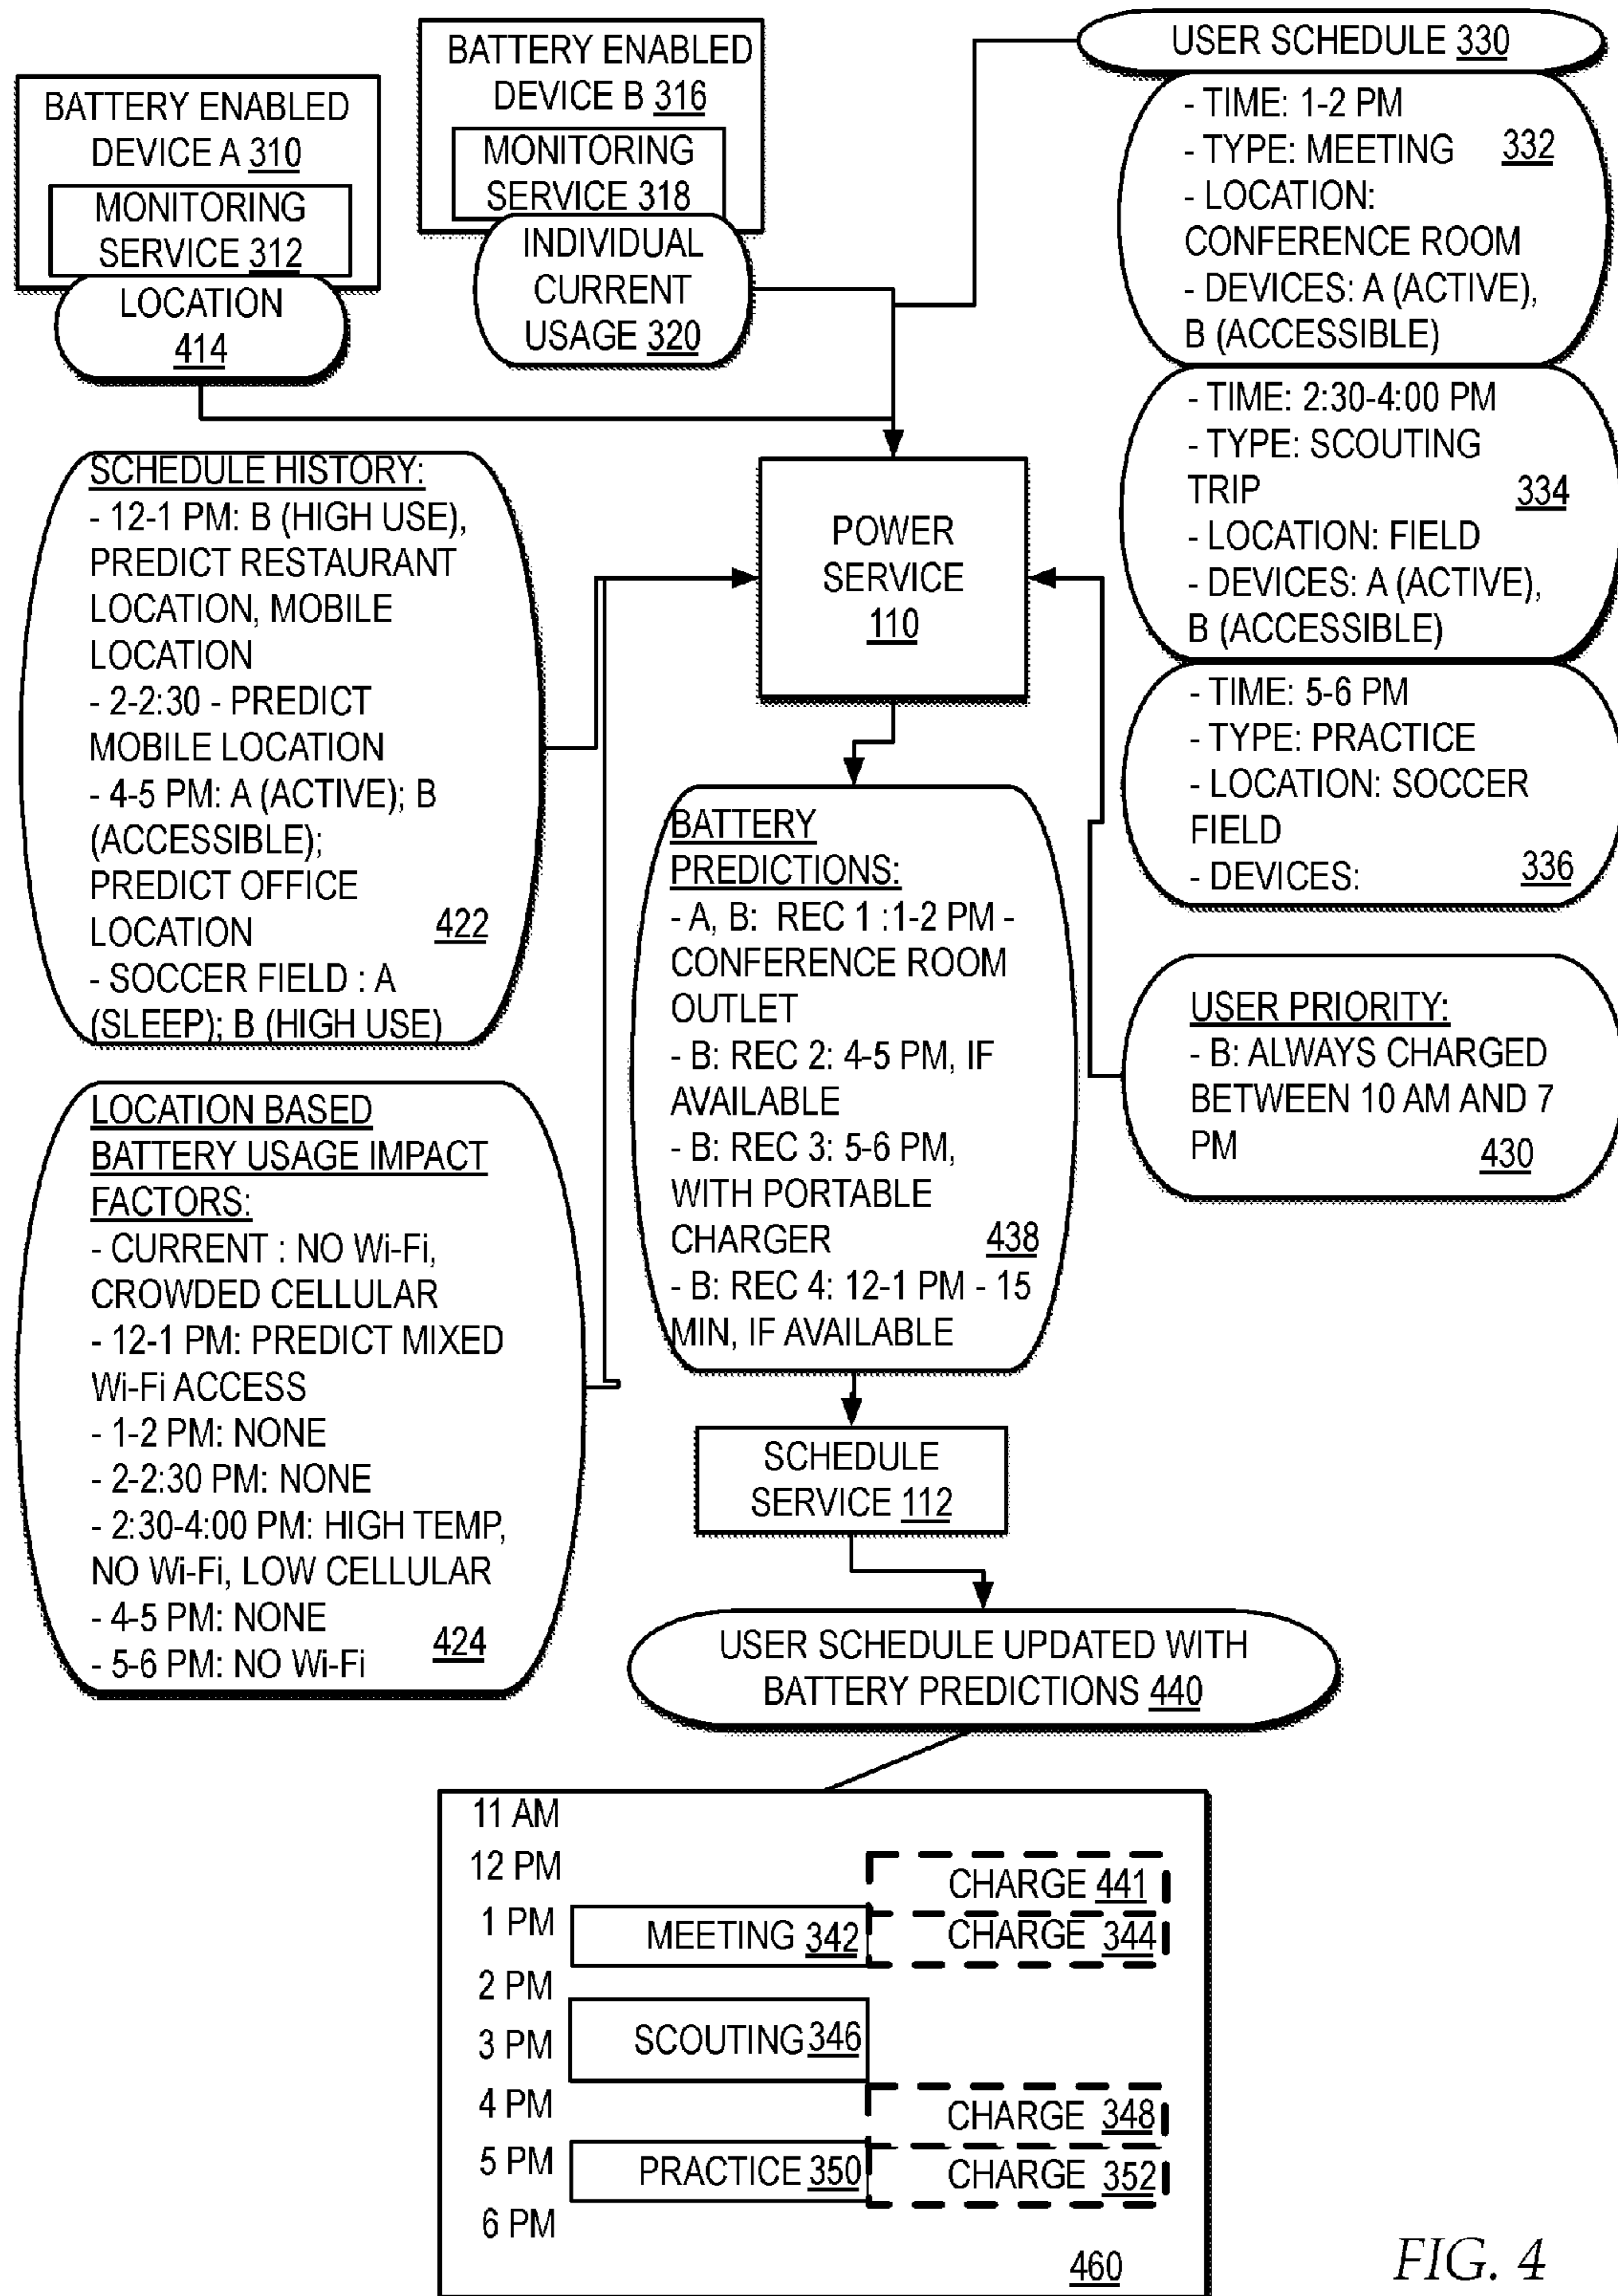 BATTERY ENABLED
DEVICE A 310
MONITORING
SERVICE 312
LOCATION
414
BATTERY ENABLED
DEVICE B 316
MONITORING
SERVICE 318
INDIVIDUAL
CURRENT
USAGE 320
USER SCHEDULE 330
- TIME: 1-2 PM
- TYPE: MEETING 332
- LOCATION:
CONFERENCE ROOM
- DEVICES: A (ACTIVE),
B (ACCESSIBLE)
- TIME: 2:30-4:00 PM
- TYPE: SCOUTING
TRIP 334
- LOCATION: FIELD
- DEVICES: A (ACTIVE),
B (ACCESSIBLE)
- TIME: 5-6 PM
- TYPE: PRACTICE
- LOCATION: SOCCER
FIELD
- DEVICES: 336
SCHEDULE HISTORY:
- 12-1 PM: B (HIGH USE),
PREDICT RESTAURANT
LOCATION, MOBILE
LOCATION
- 2-2:30 - PREDICT
MOBILE LOCATION
- 4-5 PM: A (ACTIVE); B
(ACCESSIBLE);
PREDICT OFFICE
LOCATION 422
- SOCCER FIELD : A
(SLEEP); B (HIGH USE)
POWER
SERVICE
110
USER PRIORITY:
- B: ALWAYS CHARGED
BETWEEN 10 AM AND 7
PM 430
LOCATION BASED
BATTERY USAGE IMPACT
FACTORS:
- CURRENT : NO Wi-Fi,
CROWDED CELLULAR
- 12-1 PM: PREDICT MIXED
Wi-Fi ACCESS
- 1-2 PM: NONE
- 2-2:30 PM: NONE
- 2:30-4:00 PM: HIGH TEMP,
NO Wi-Fi, LOW CELLULAR
- 4-5 PM: NONE
- 5-6 PM: NO Wi-Fi 424
BATTERY
PREDICTIONS:
- A, B: REC 1 :1-2 PM -
CONFERENCE ROOM
OUTLET
- B: REC 2: 4-5 PM, IF
AVAILABLE
- B: REC 3: 5-6 PM,
WITH PORTABLE
CHARGER 438
- B: REC 4: 12-1 PM - 15
MIN, IF AVAILABLE
SCHEDULE
SERVICE 112
USER SCHEDULE UPDATED WITH
BATTERY PREDICTIONS 440
11 AM
12 PM
CHARGE 441
1 PM MEETING 342 CHARGE 344
2 PM
3 PM SCOUTING 346
4 PM CHARGE 348
5 PM PRACTICE 350 CHARGE 352
6 PM
460
FIG. 4